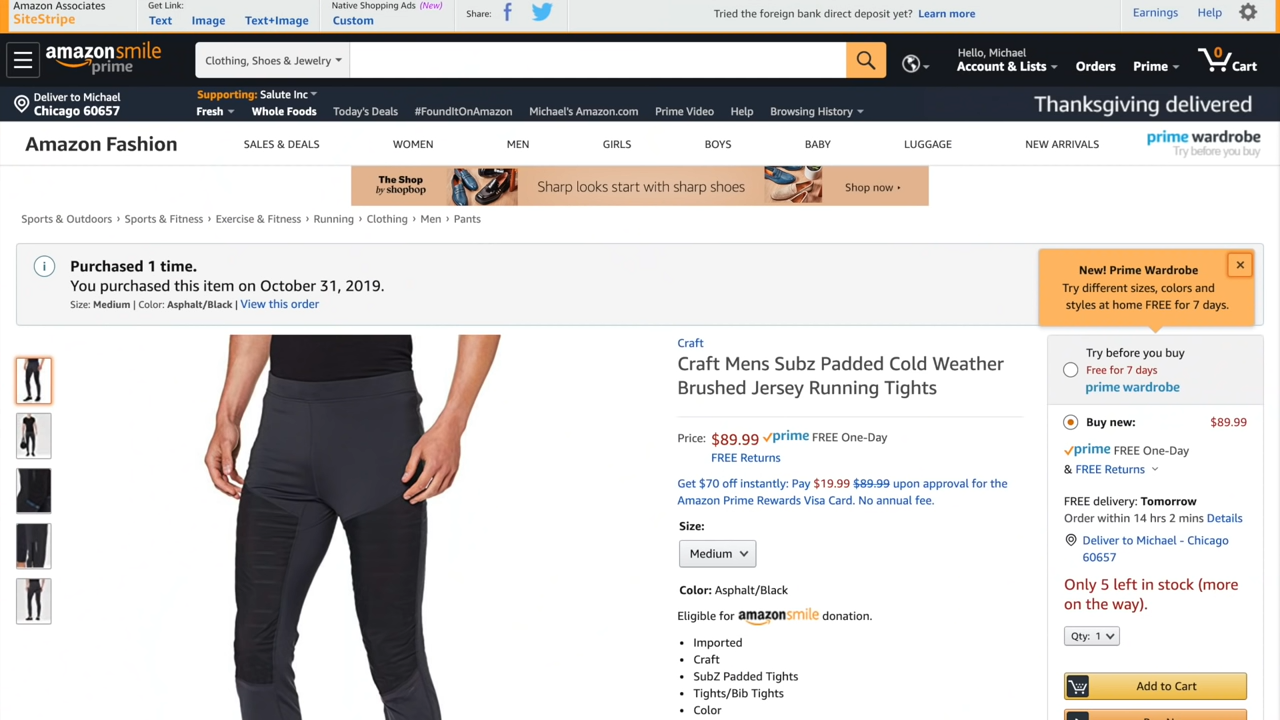 Amazon Associates
SiteStripe
Get Link:
Text Image Text+Image
Native Shopping Ads (New)
Custom
Share:
Tried the foreign bank direct deposit yet? Learn more
Earnings Help
amazonsmile
prime
Clothing, Shoes & Jewelry
Hello, Michael
Account & Lists
Orders
Prime
0
Cart
Deliver to Michael
Chicago 60657
Supporting: Salute Inc
Fresh Whole Foods Today's Deals #FoundItOnAmazon Michael's Amazon.com Prime Video Help Browsing History
Thanksgiving delivered
Amazon Fashion
SALES & DEALS WOMEN MEN GIRLS BOYS BABY LUGGAGE NEW ARRIVALS
prime wardrobe
Try before you buy
The Shop
by shopbop
Sharp looks start with sharp shoes
Shop now ▸
Sports & Outdoors › Sports & Fitness › Exercise & Fitness › Running › Clothing › Men › Pants
i
Purchased 1 time.
You purchased this item on October 31, 2019.
Size: Medium | Color: Asphalt/Black | View this order
New! Prime Wardrobe
Try different sizes, colors and
styles at home FREE for 7 days.
Craft
Craft Mens Subz Padded Cold Weather
Brushed Jersey Running Tights
Price: $89.99 prime FREE One-Day
FREE Returns
Get $70 off instantly: Pay $19.99 $89.99 upon approval for the
Amazon Prime Rewards Visa Card. No annual fee.
Size:
Medium
Color: Asphalt/Black
Eligible for amazonsmile donation.
• Imported
• Craft
• SubZ Padded Tights
• Tights/Bib Tights
• Color
Try before you buy
Free for 7 days
prime wardrobe
Buy new: $89.99
prime FREE One-Day
& FREE Returns
FREE delivery: Tomorrow
Order within 14 hrs 2 mins Details
Deliver to Michael - Chicago
60657
Only 5 left in stock (more
on the way).
Qty: 1
Add to Cart